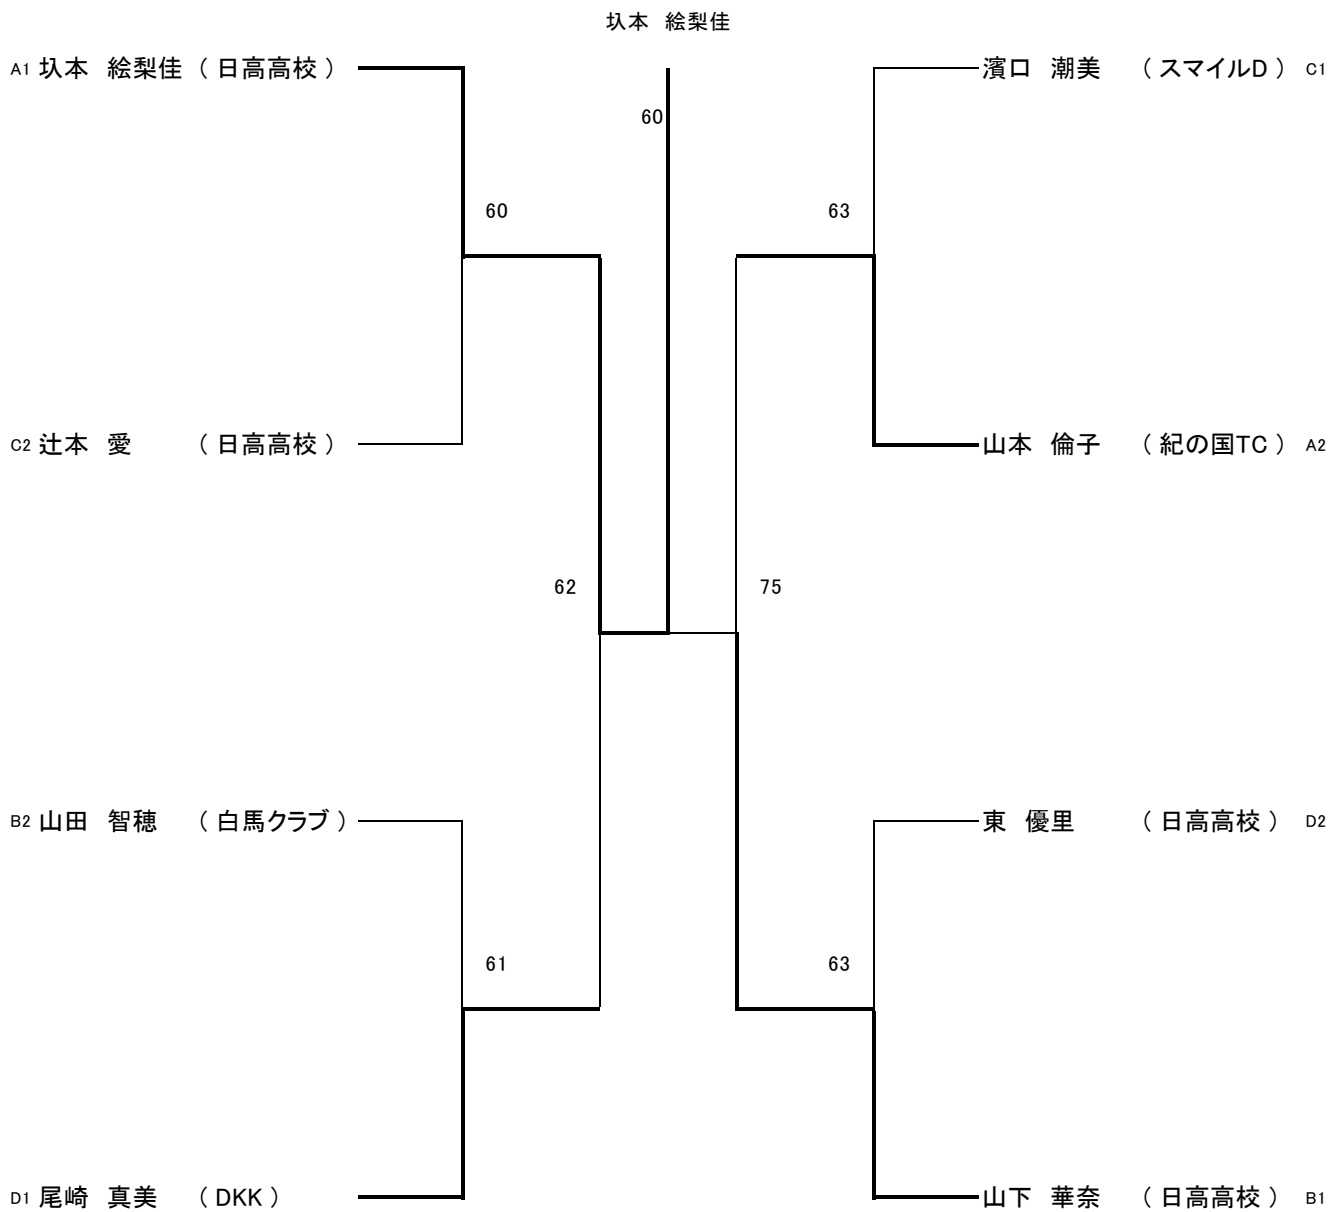 圦本 絵梨佳
A1 圦本 絵梨佳 ( 日高高校 )
濱口 潮美 ( スマイルD ) C1
60
60
63
C2 辻本 愛 ( 日高高校 )
山本 倫子 ( 紀の国TC ) A2
62
75
B2 山田 智穂 ( 白馬クラブ )
東 優里 ( 日高高校 ) D2
61
63
D1 尾崎 真美 ( DKK )
山下 華奈 ( 日高高校 ) B1